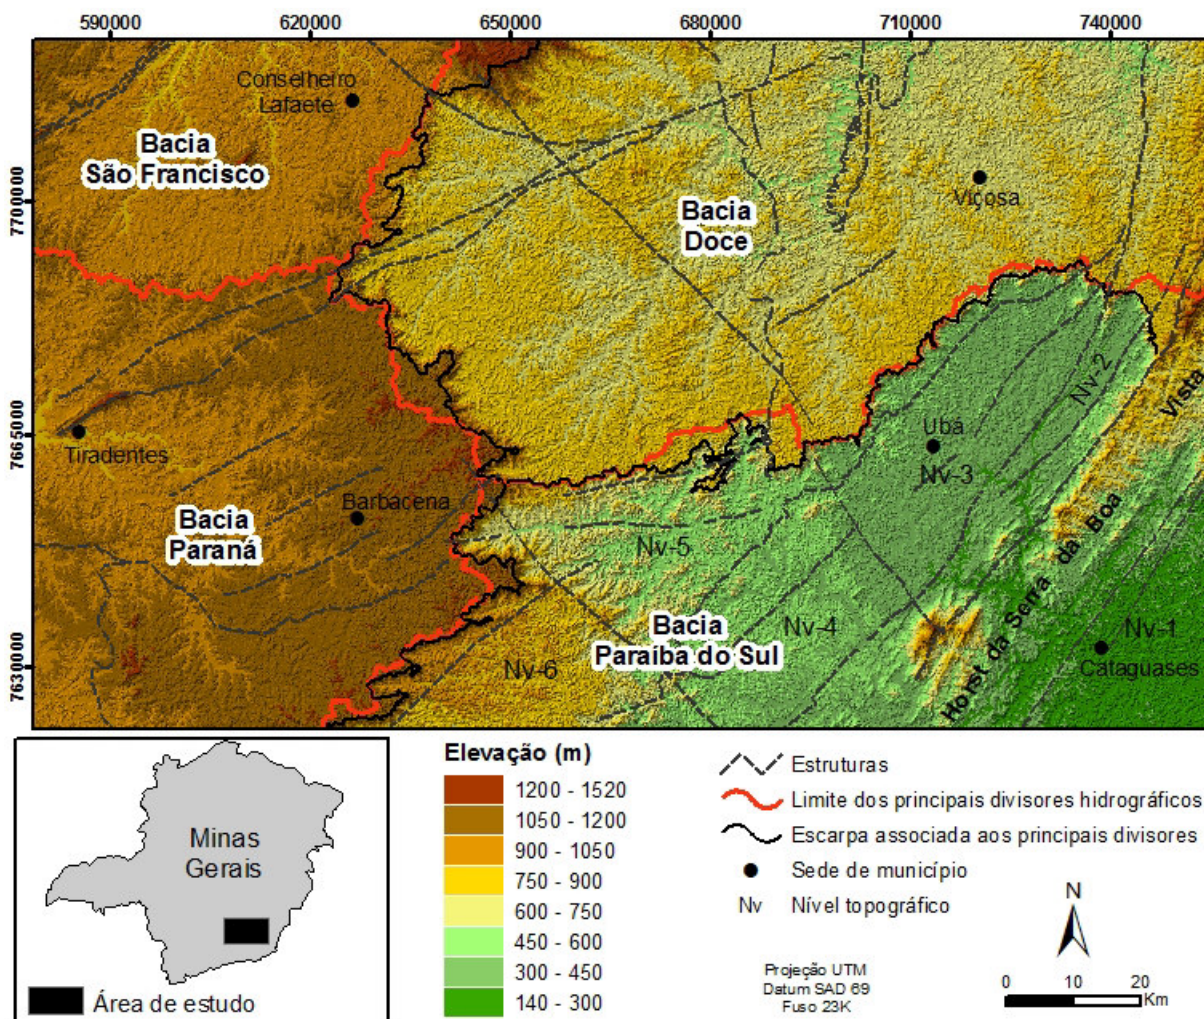 590000 620000 650000 680000 710000 740000
7700000
7665000
7630000
Conselheiro
Lafaete
Bacia
São Francisco
Bacia
Doce
Viçosa
Tiradentes
Barbacena
Bacia
Paraná
Ubá
Nv-2
Nv-3
Nv-5
Nv-4
Nv-6
Bacia
Paraíba do Sul
Horst da Serra da Boa Vista
Nv-1
Cataguases
Minas
Gerais
Área de estudo
Elevação (m)
1200 - 1520
1050 - 1200
900 - 1050
750 - 900
600 - 750
450 - 600
300 - 450
140 - 300
Estruturas
Limite dos principais divisores hidrográficos
Escarpa associada aos principais divisores
Sede de município
Nv Nível topográfico
Projeção UTM
Datum SAD 69
Fuso 23K
N
0 10 20
Km